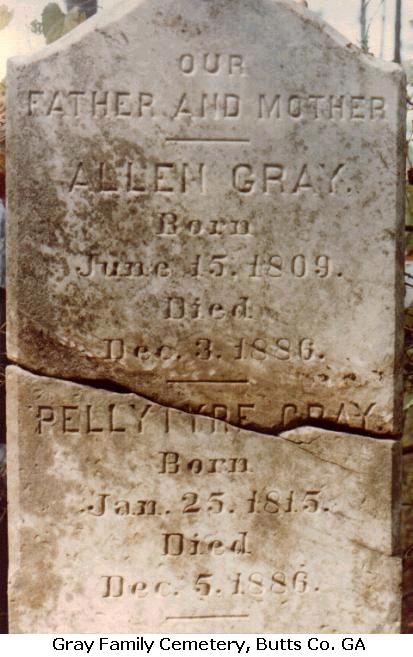 OUR
FATHER AND MOTHER
ALLEN GRAY.
Born
June 15. 1809.
Died
Dec. 3. 1886.
PELLYTYRE GRAY.
Born
Jan. 25. 1815.
Died
Dec. 5. 1886.
Gray Family Cemetery, Butts Co. GA